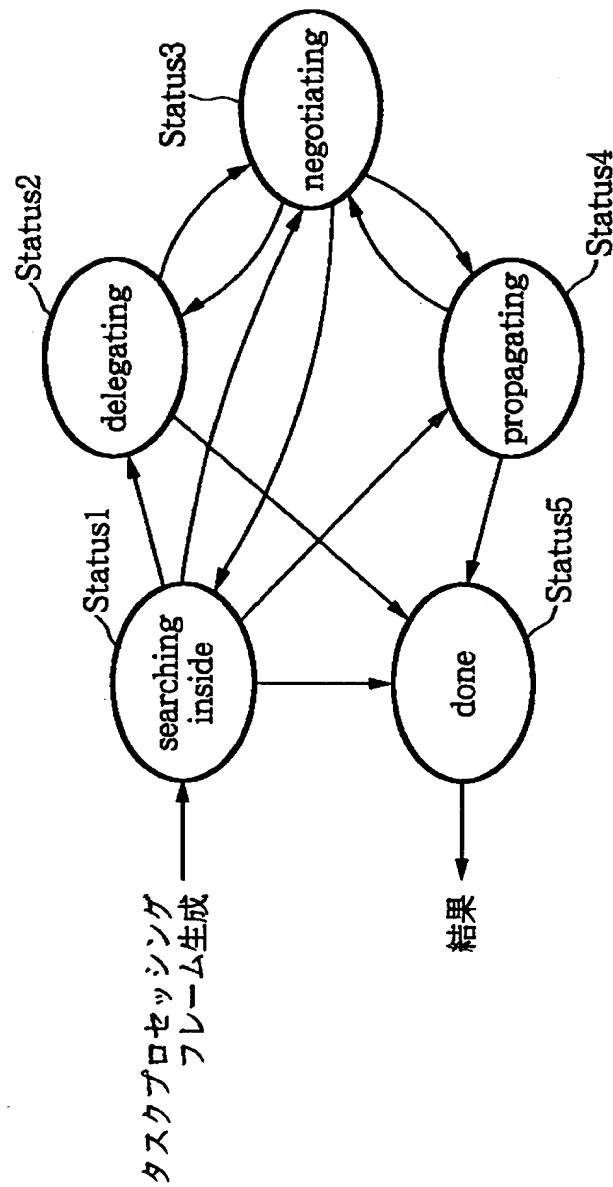 タスクプロセッシング
フレーム生成
searching
inside
Status1
delegating
Status2
negotiating
Status3
propagating
Status4
done
Status5
結果